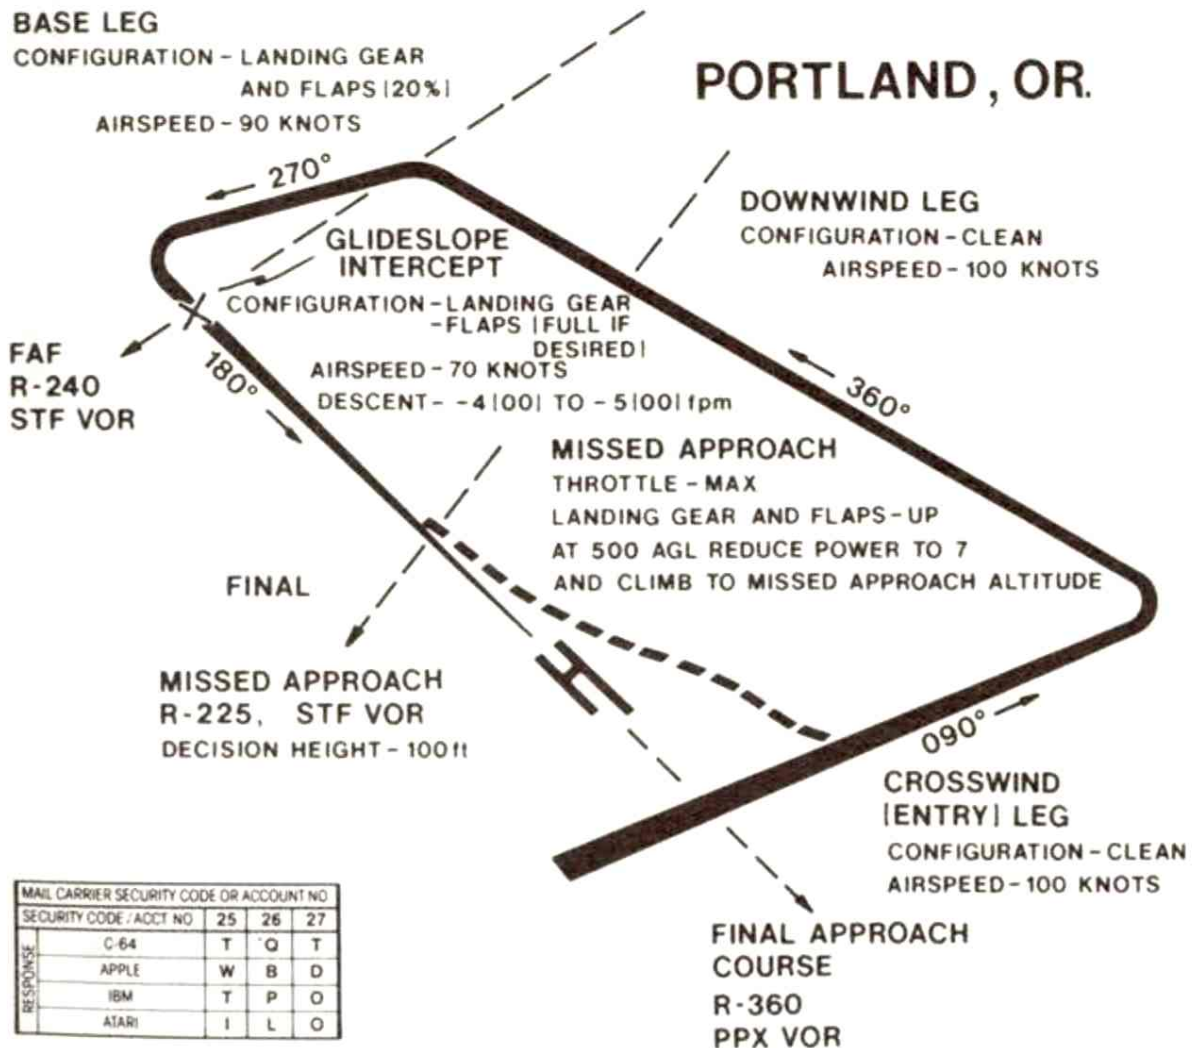 BASE LEG
CONFIGURATION - LANDING GEAR
AND FLAPS |20%|
AIRSPEED - 90 KNOTS
PORTLAND, OR.
270°
DOWNWIND LEG
CONFIGURATION - CLEAN
AIRSPEED - 100 KNOTS
GLIDESLOPE
INTERCEPT
CONFIGURATION - LANDING GEAR
- FLAPS |FULL IF
DESIRED|
AIRSPEED - 70 KNOTS
DESCENT - -4|00| TO -5|00| fpm
FAF
R-240
STF VOR
180°
360°
MISSED APPROACH
THROTTLE - MAX
LANDING GEAR AND FLAPS - UP
AT 500 AGL REDUCE POWER TO 7
AND CLIMB TO MISSED APPROACH ALTITUDE
FINAL
MISSED APPROACH
R-225, STF VOR
DECISION HEIGHT - 100 ft
090°
CROSSWIND
|ENTRY| LEG
CONFIGURATION - CLEAN
AIRSPEED - 100 KNOTS
FINAL APPROACH
COURSE
R-360
PPX VOR
MAIL CARRIER SECURITY CODE OR ACCOUNT NO
SECURITY CODE / ACCT NO 25 26 27
RESPONSE
C-64 T Q T
APPLE W B D
IBM T P O
ATARI I L O